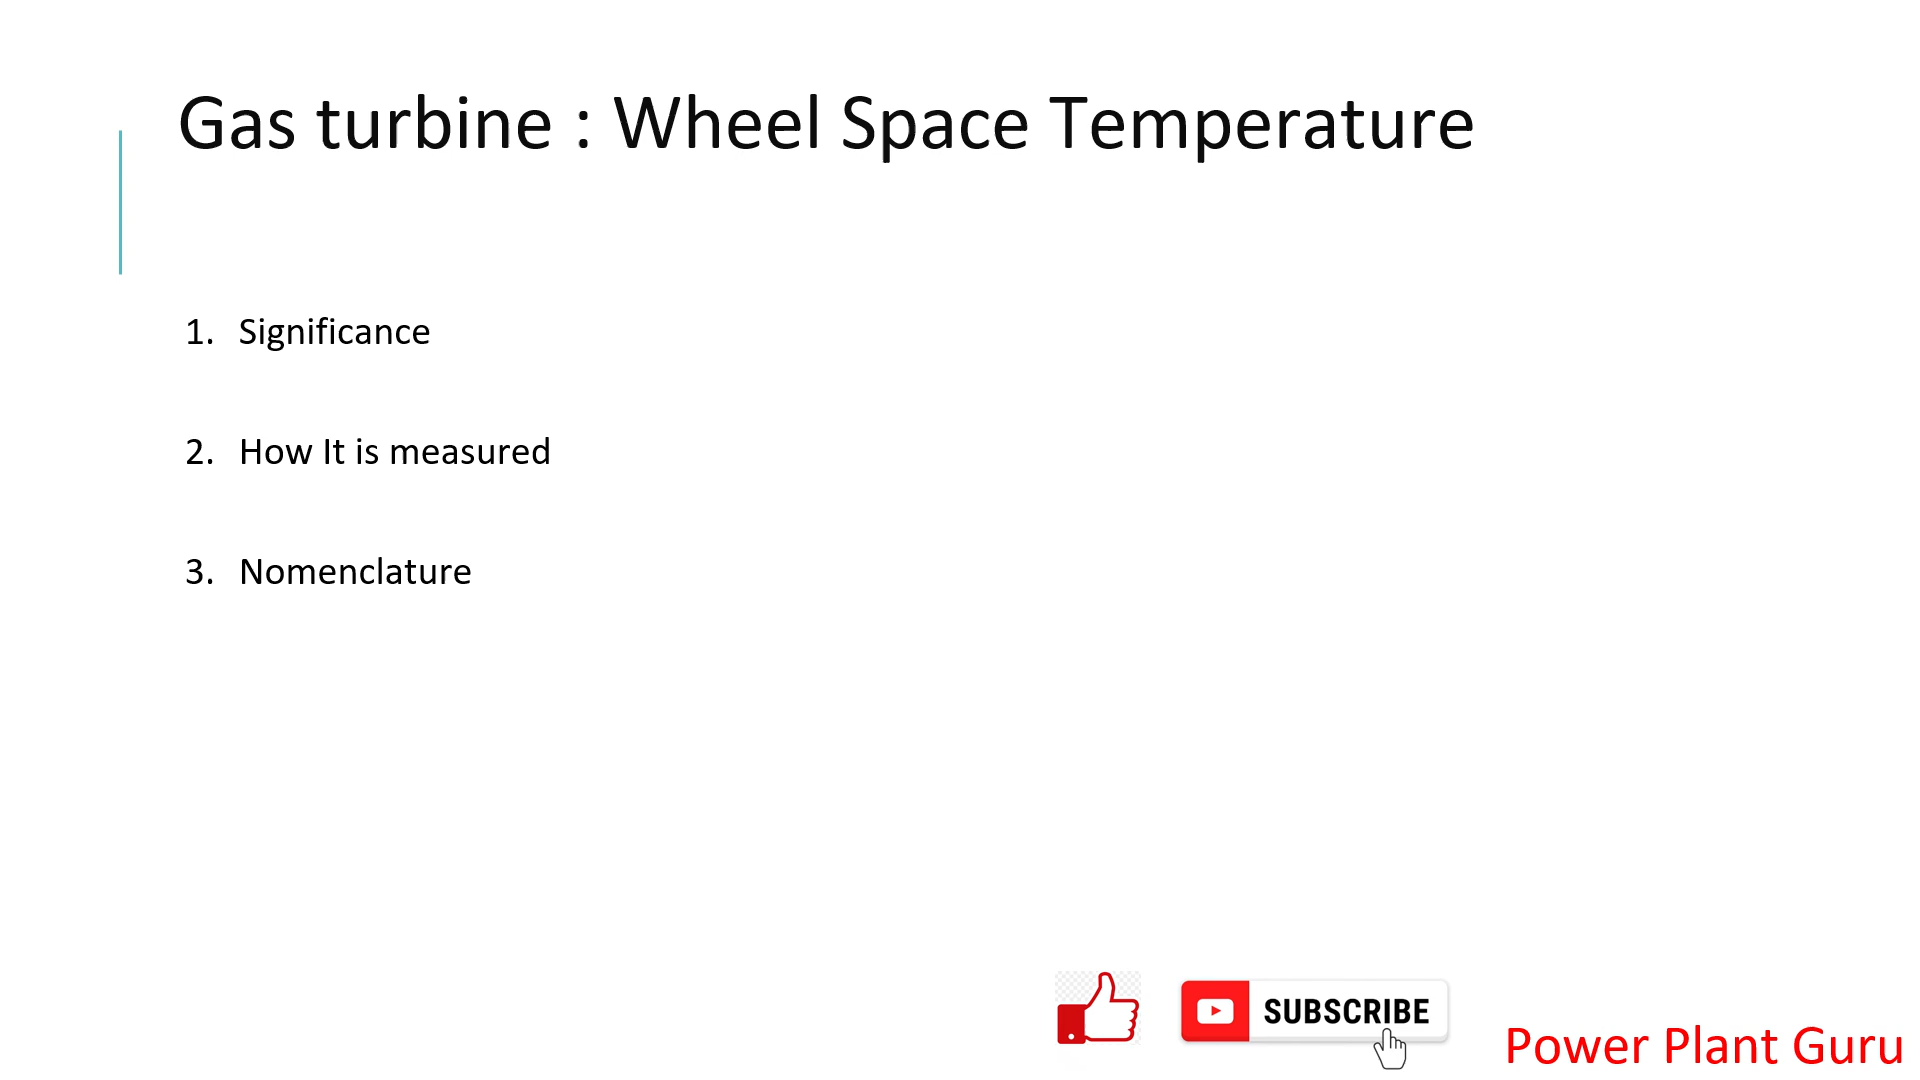 Gas turbine : Wheel Space Temperature
1. Significance
2. How It is measured
3. Nomenclature
SUBSCRIBE
Power Plant Guru